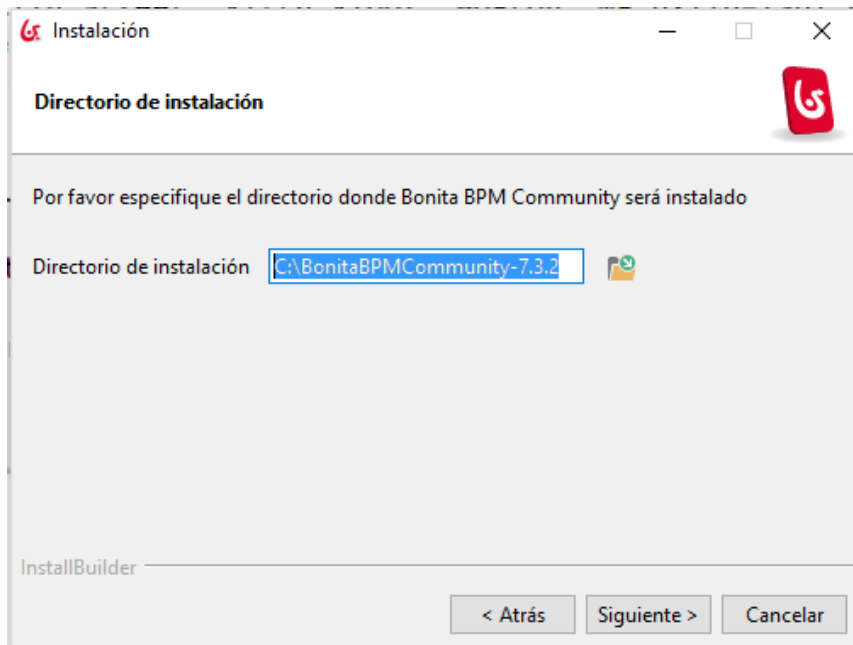 Instalación
Directorio de instalación
Por favor especifique el directorio donde Bonita BPM Community será instalado
Directorio de instalación C:\BonitaBPMCommunity-7.3.2
InstallBuilder
< Atrás Siguiente > Cancelar